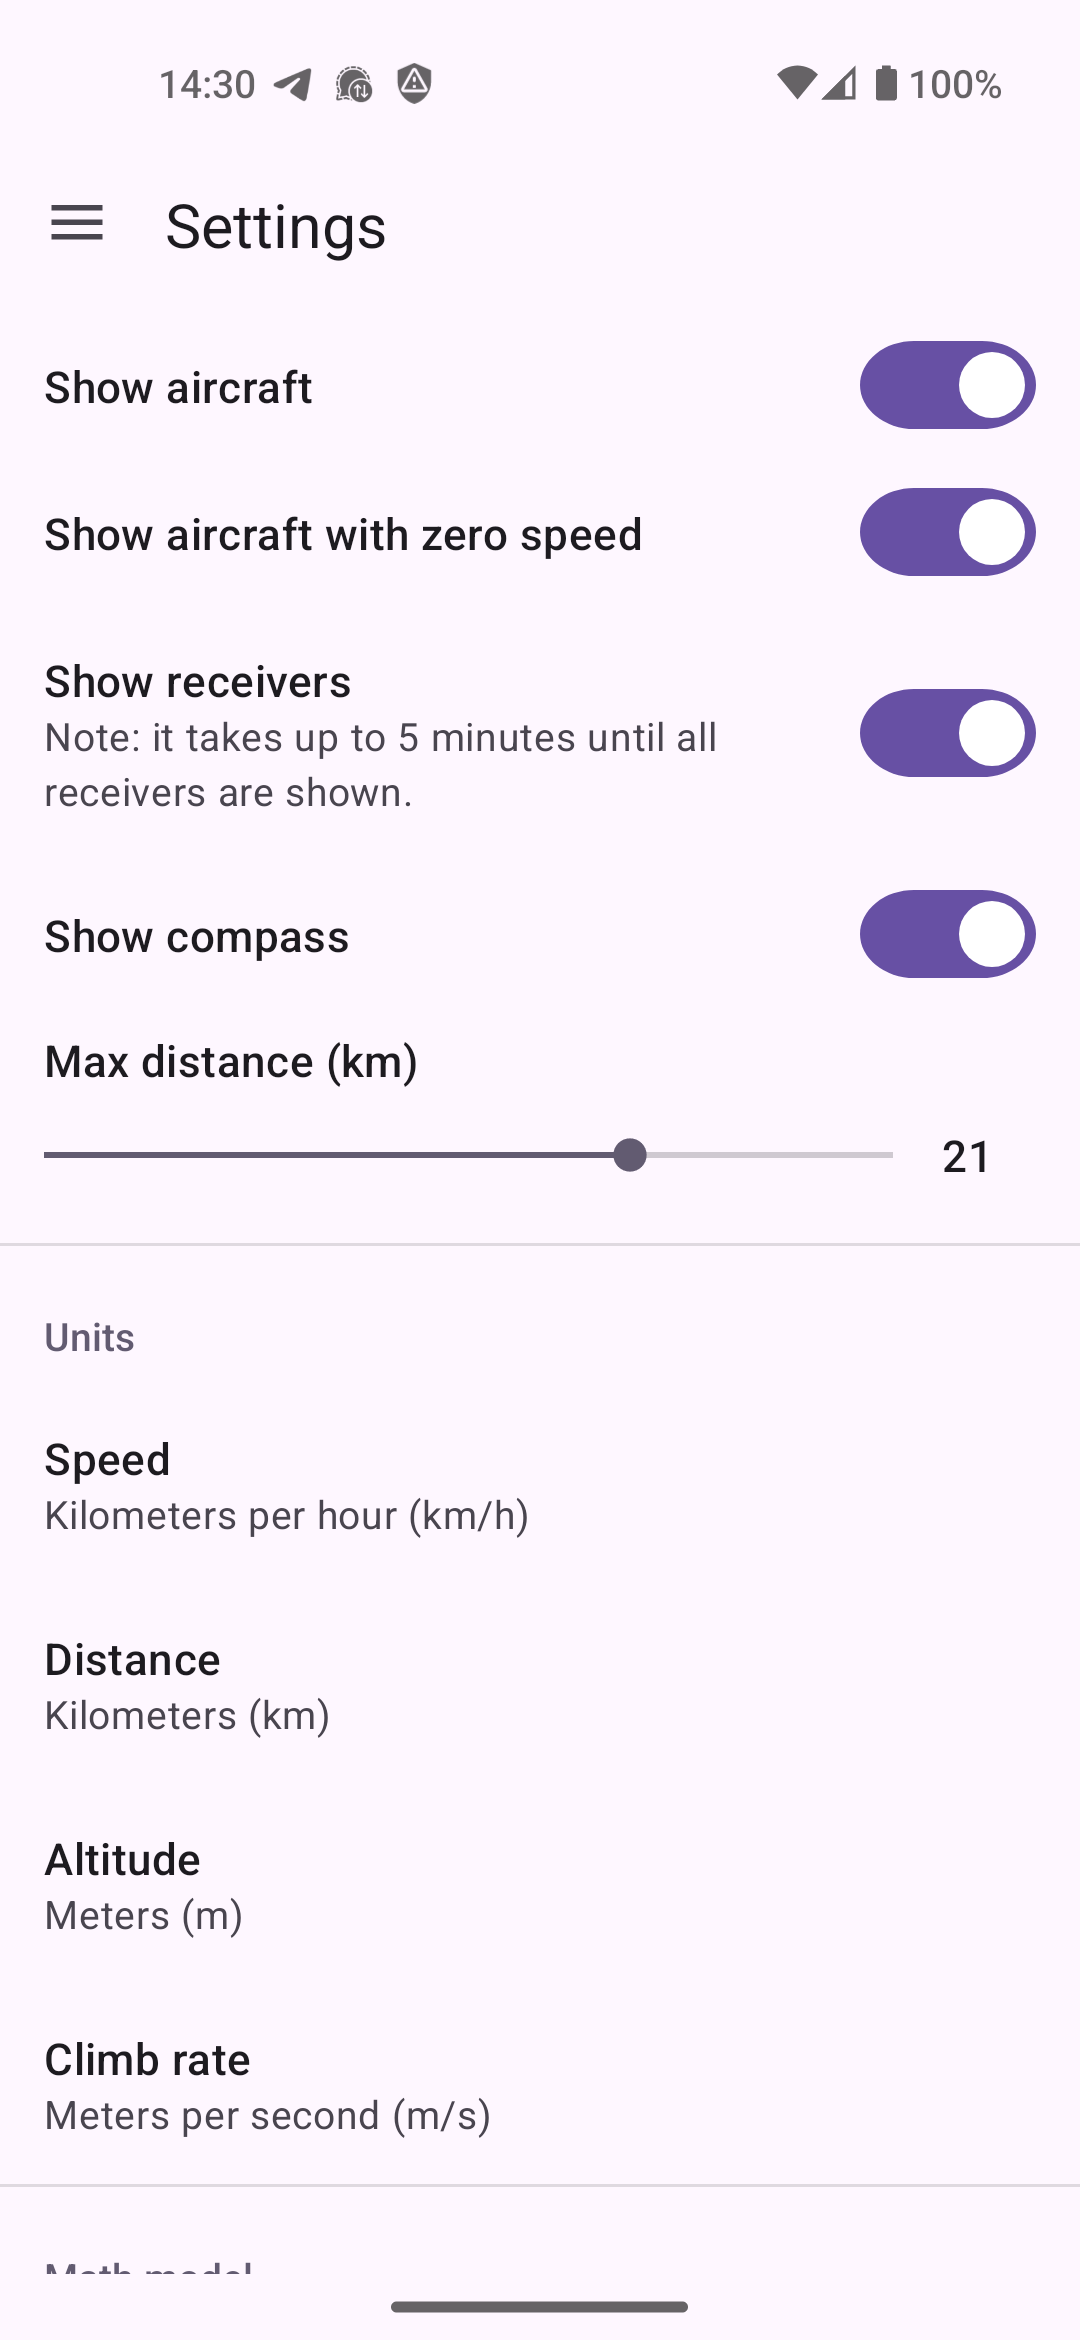 14:30
100%
Settings
Show aircraft
Show aircraft with zero speed
Show receivers
Note: it takes up to 5 minutes until all
receivers are shown.
Show compass
Max distance (km)
21
Units
Speed
Kilometers per hour (km/h)
Distance
Kilometers (km)
Altitude
Meters (m)
Climb rate
Meters per second (m/s)
Math model